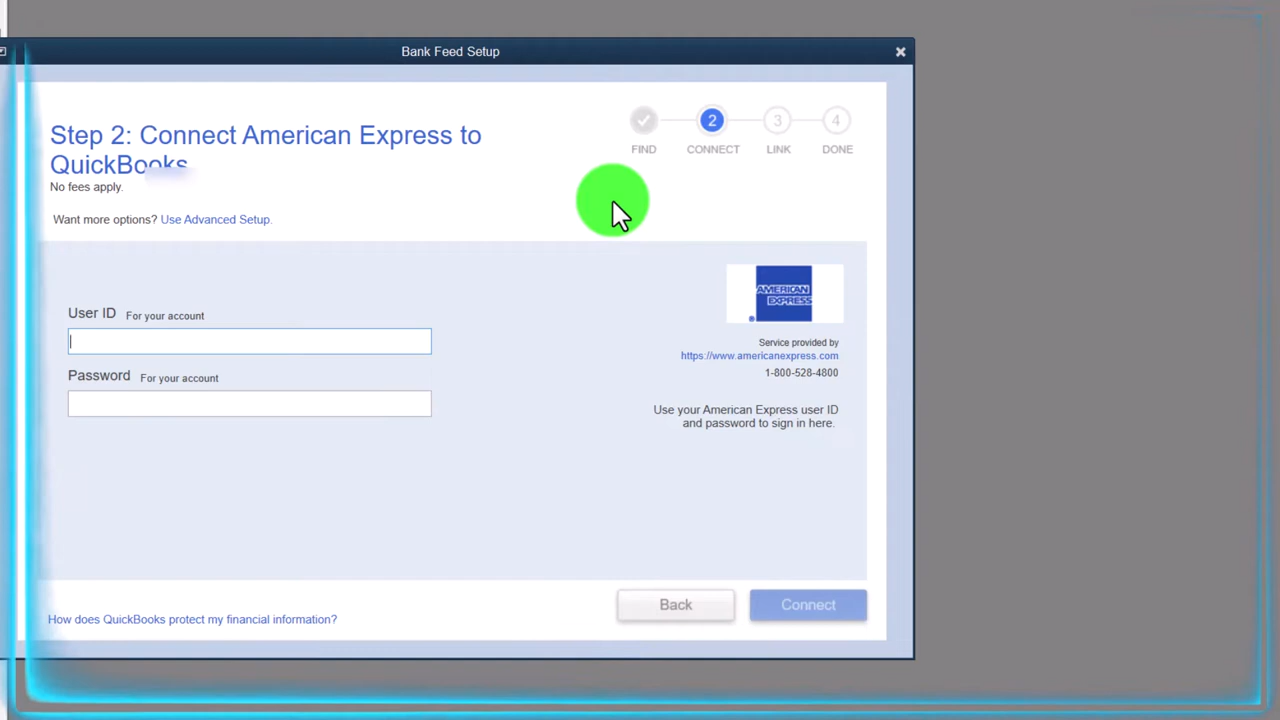 Bank Feed Setup
Step 2: Connect American Express to
QuickBooks
No fees apply.
Want more options? Use Advanced Setup.
2
3
4
FIND
CONNECT
LINK
DONE
User ID For your account
Password For your account
AMERICAN
EXPRESS
Service provided by
https://www.americanexpress.com
1-800-528-4800
Use your American Express user ID
and password to sign in here.
How does QuickBooks protect my financial information?
Back
Connect